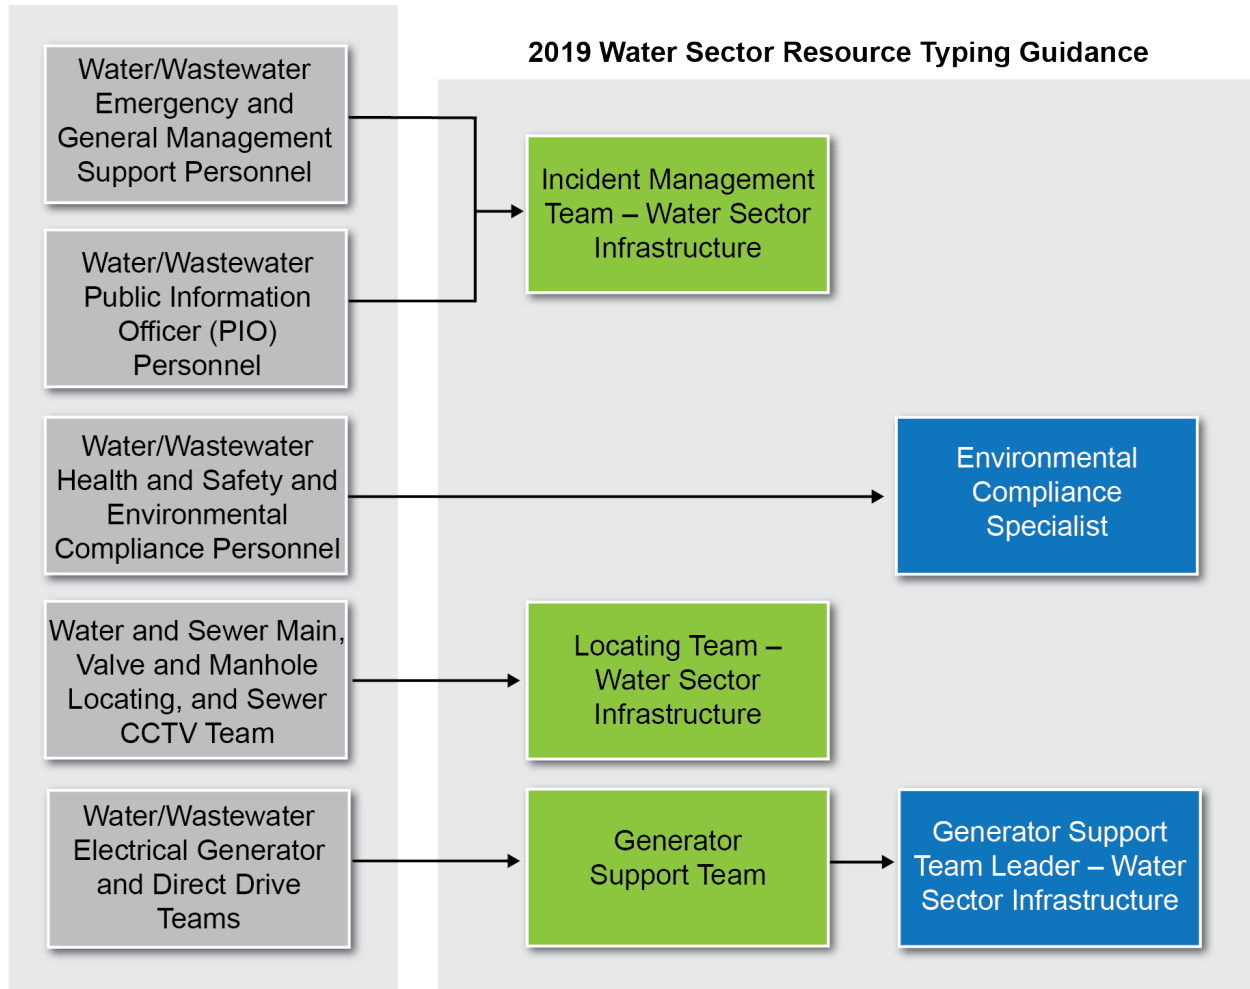 2019 Water Sector Resource Typing Guidance
Water/Wastewater
Emergency and
General Management
Support Personnel
Incident Management
Team – Water Sector
Infrastructure
Water/Wastewater
Public Information
Officer (PIO)
Personnel
Water/Wastewater
Health and Safety and
Environmental
Compliance Personnel
Environmental
Compliance
Specialist
Water and Sewer Main,
Valve and Manhole
Locating, and Sewer
CCTV Team
Locating Team –
Water Sector
Infrastructure
Water/Wastewater
Electrical Generator
and Direct Drive
Teams
Generator
Support Team
Generator Support
Team Leader – Water
Sector Infrastructure